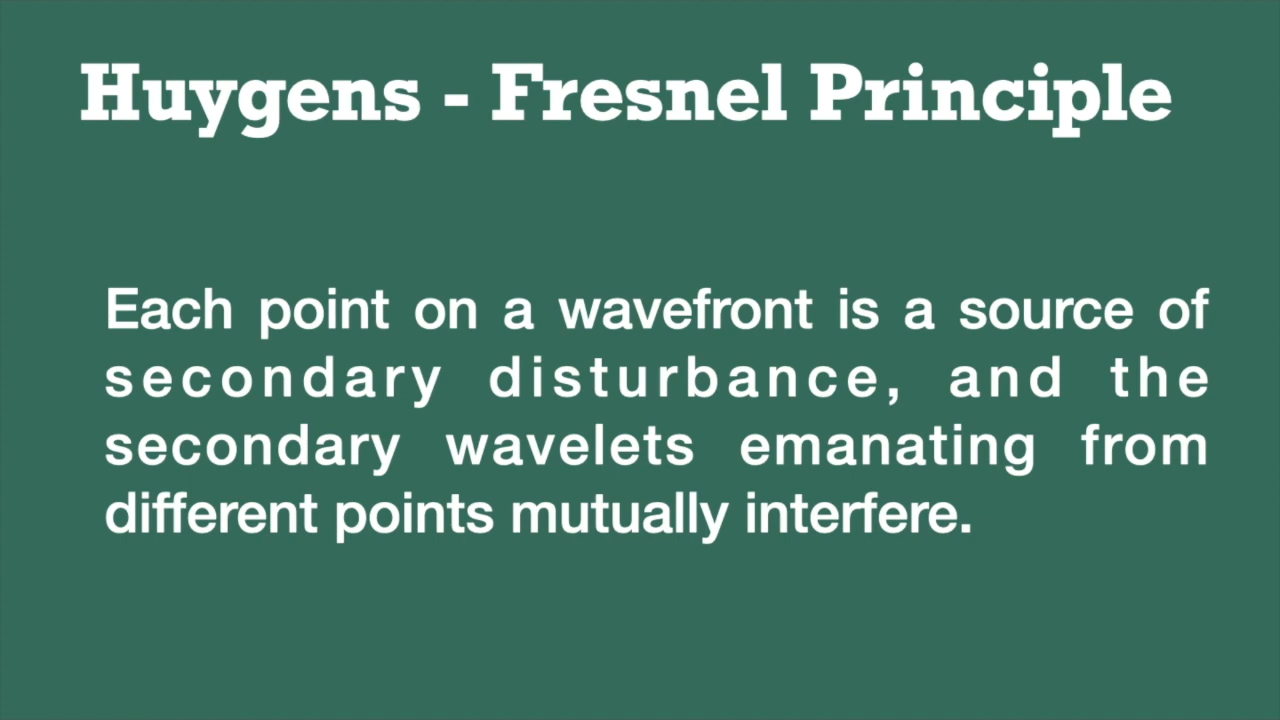 Huygens - Fresnel Principle
Each point on a wavefront is a source of
secondary disturbance, and the
secondary wavelets emanating from
different points mutually interfere.